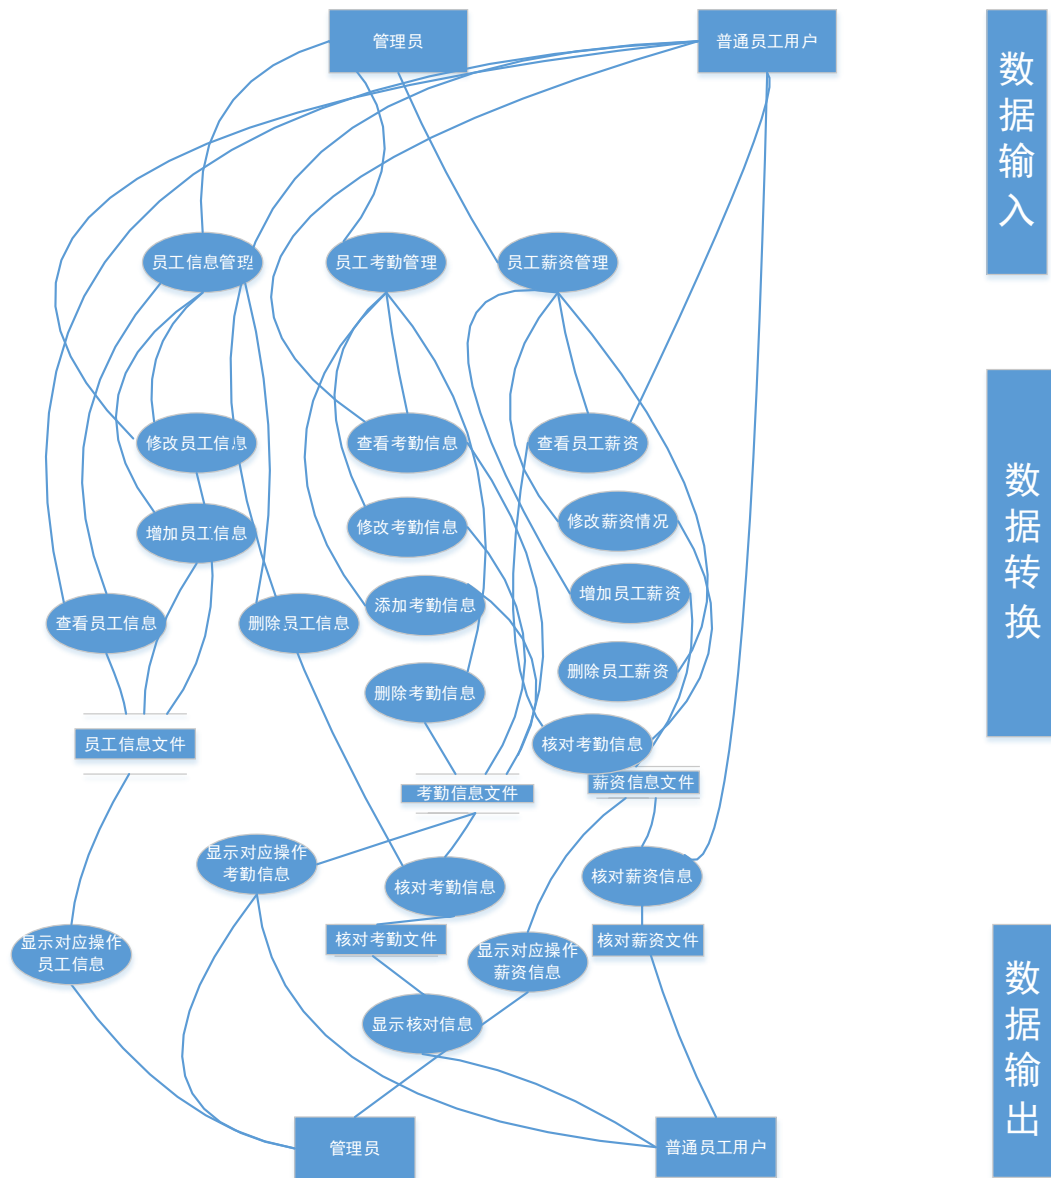 管理员
普通员工用户
数
据
输
入
员工信息管理
员工考勤管理
员工薪资管理
修改员工信息
查看考勤信息
查看员工薪资
增加员工信息
修改考勤信息
修改薪资情况
查看员工信息
删除员工信息
添加考勤信息
增加员工薪资
删除考勤信息
删除员工薪资
数
据
转
换
员工信息文件
核对考勤信息
考勤信息文件
薪资信息文件
显示对应操作
考勤信息
核对考勤信息
核对薪资信息
显示对应操作
员工信息
核对考勤文件
显示对应操作
薪资信息
核对薪资文件
显示核对信息
数
据
输
出
管理员
普通员工用户